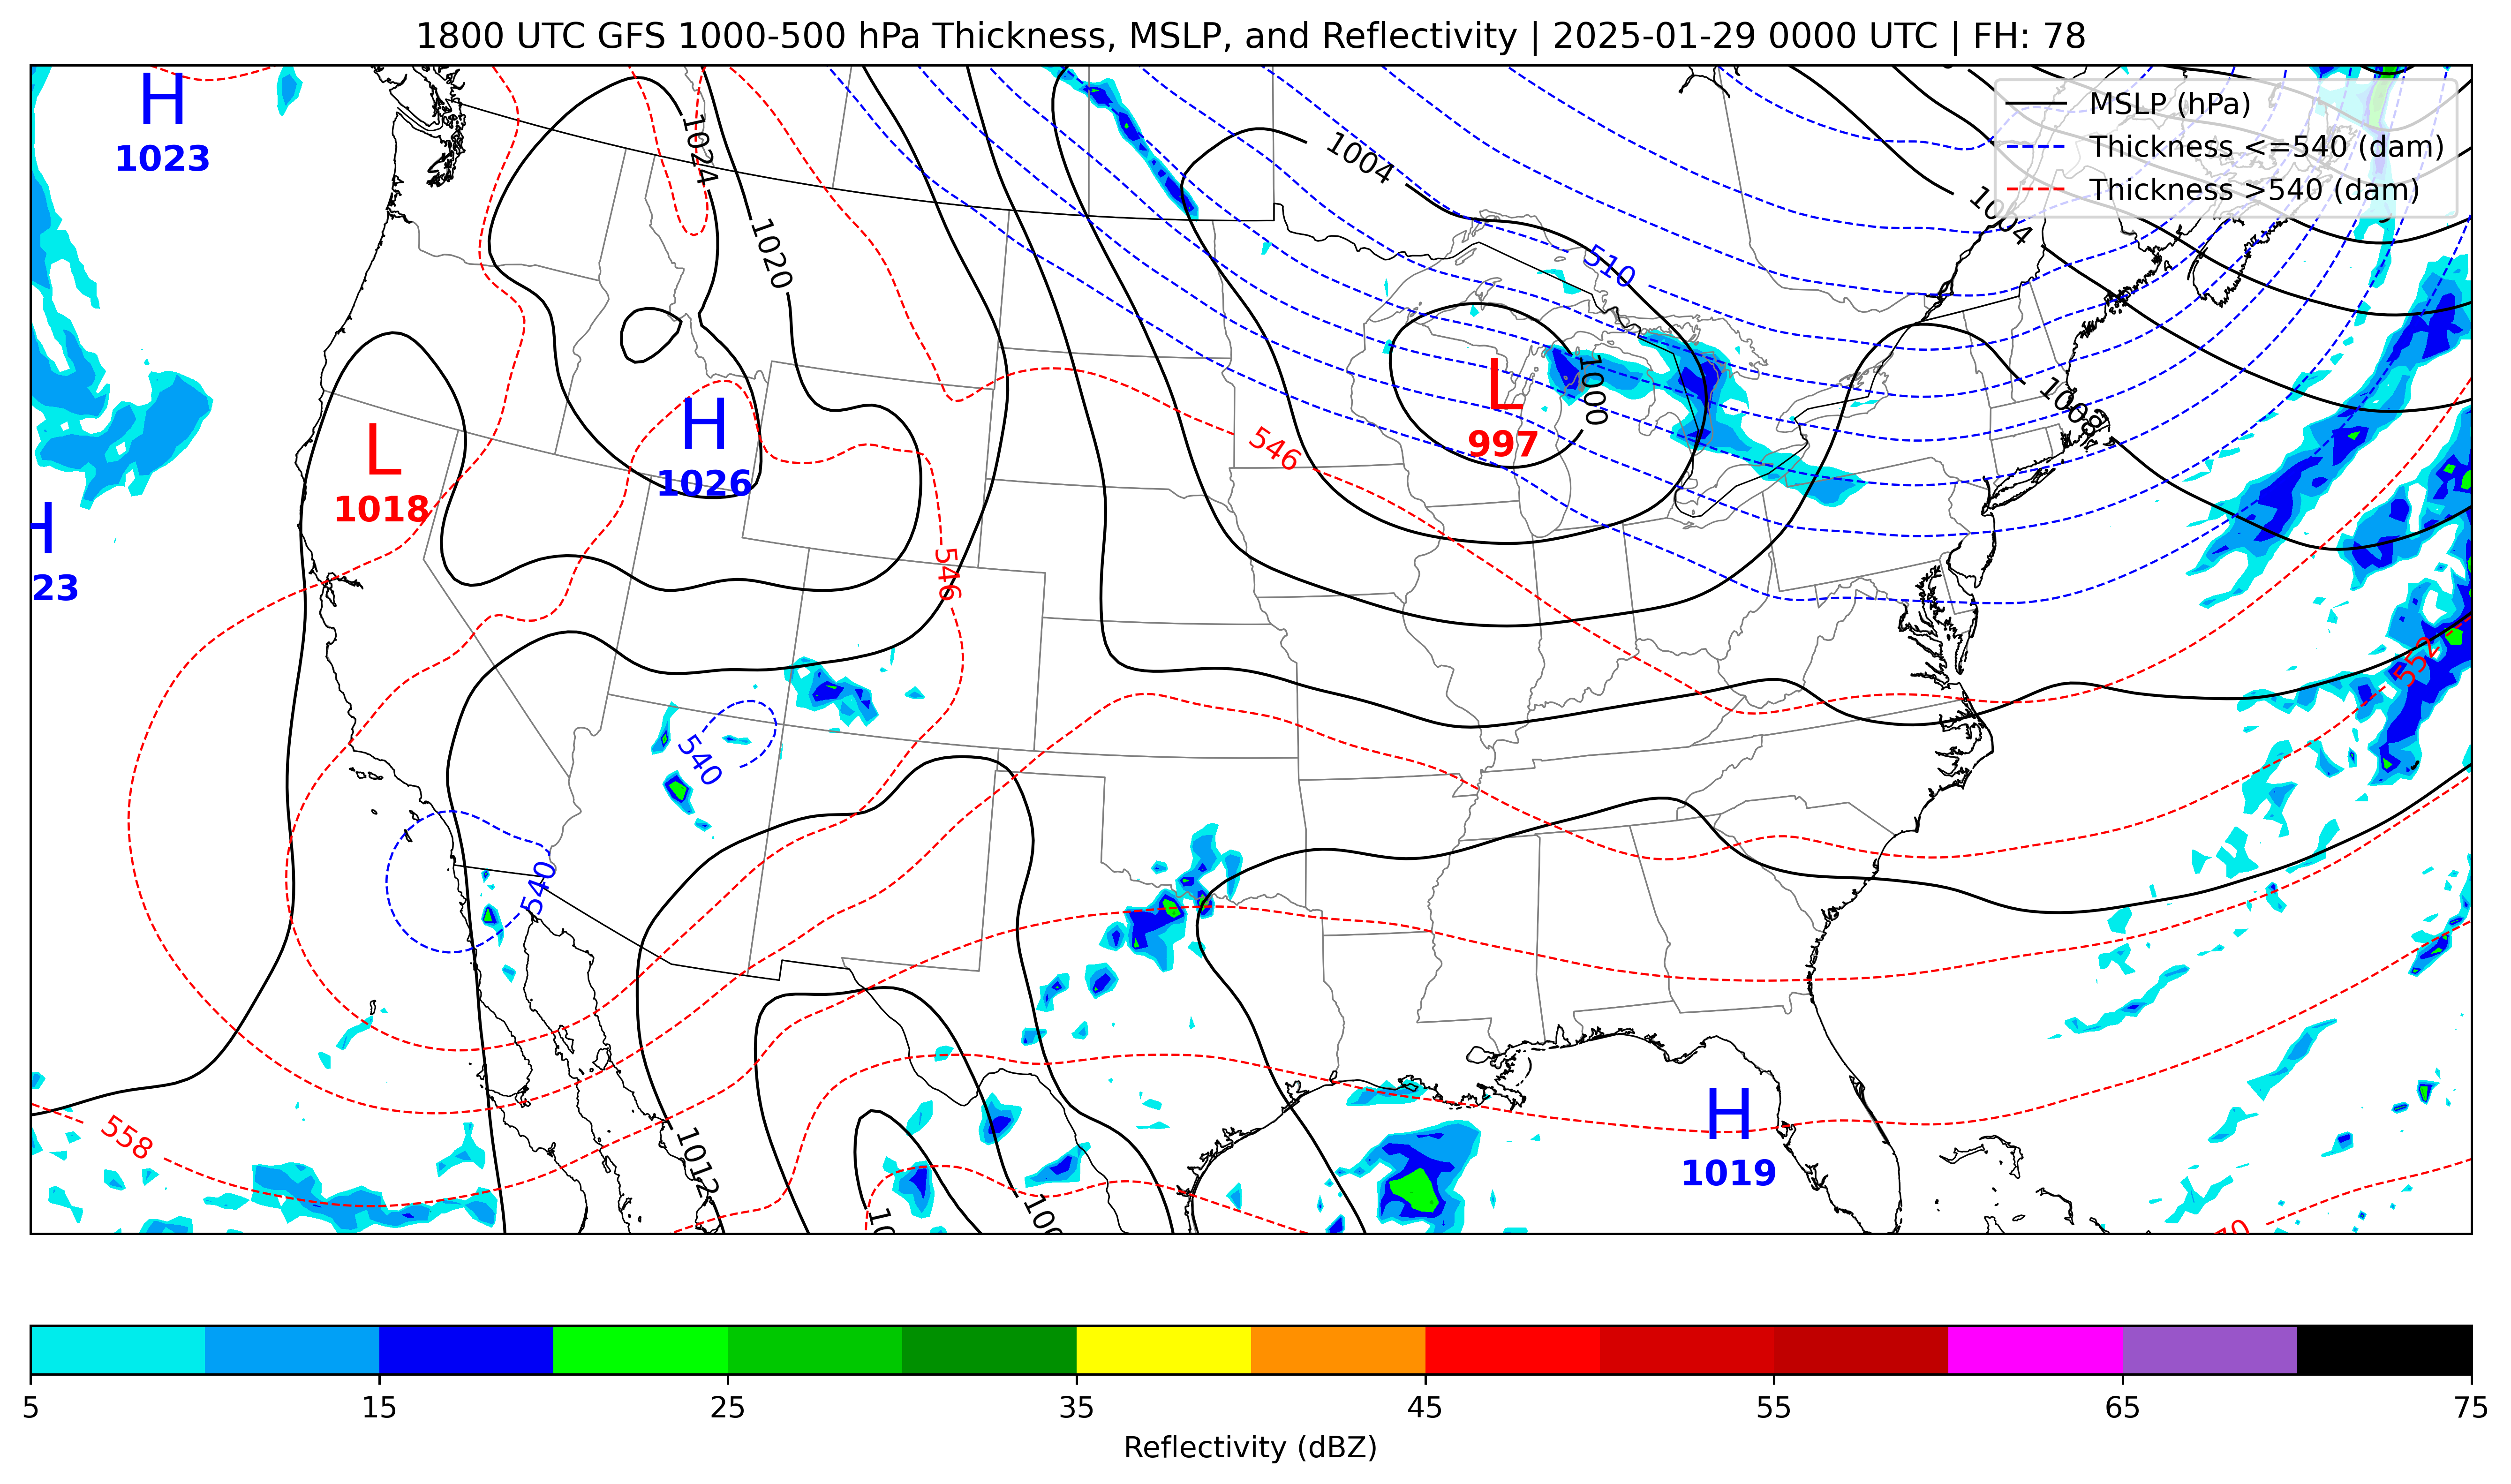 1800 UTC GFS 1000-500 hPa Thickness, MSLP, and Reflectivity | 2025-01-29 0000 UTC | FH: 78
MSLP (hPa)
Thickness <=540 (dam)
Thickness >540 (dam)
H
1023
1024
1004
1004
1020
510
L
997
1000
1008
L
1018
H
1026
546
546
H
23
552
540
540
558
1012
H
1019
5
15
25
35
45
55
65
75
Reflectivity (dBZ)